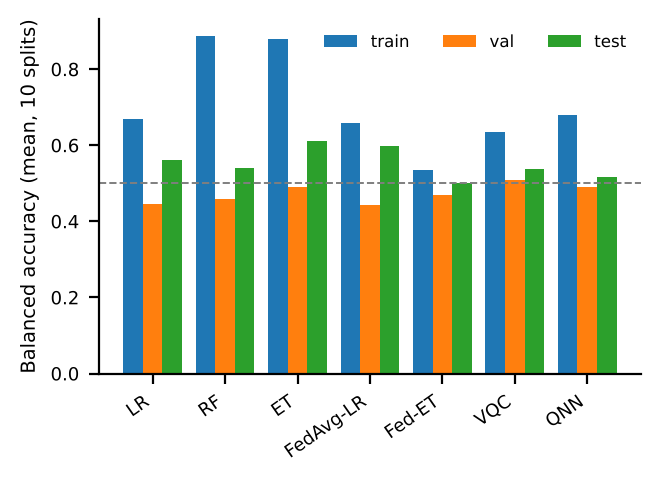 Balanced accuracy (mean, 10 splits)
train val test
0.8
0.6
0.4
0.2
0.0
LR RF ET FedAvg-LR Fed-ET VQC QNN